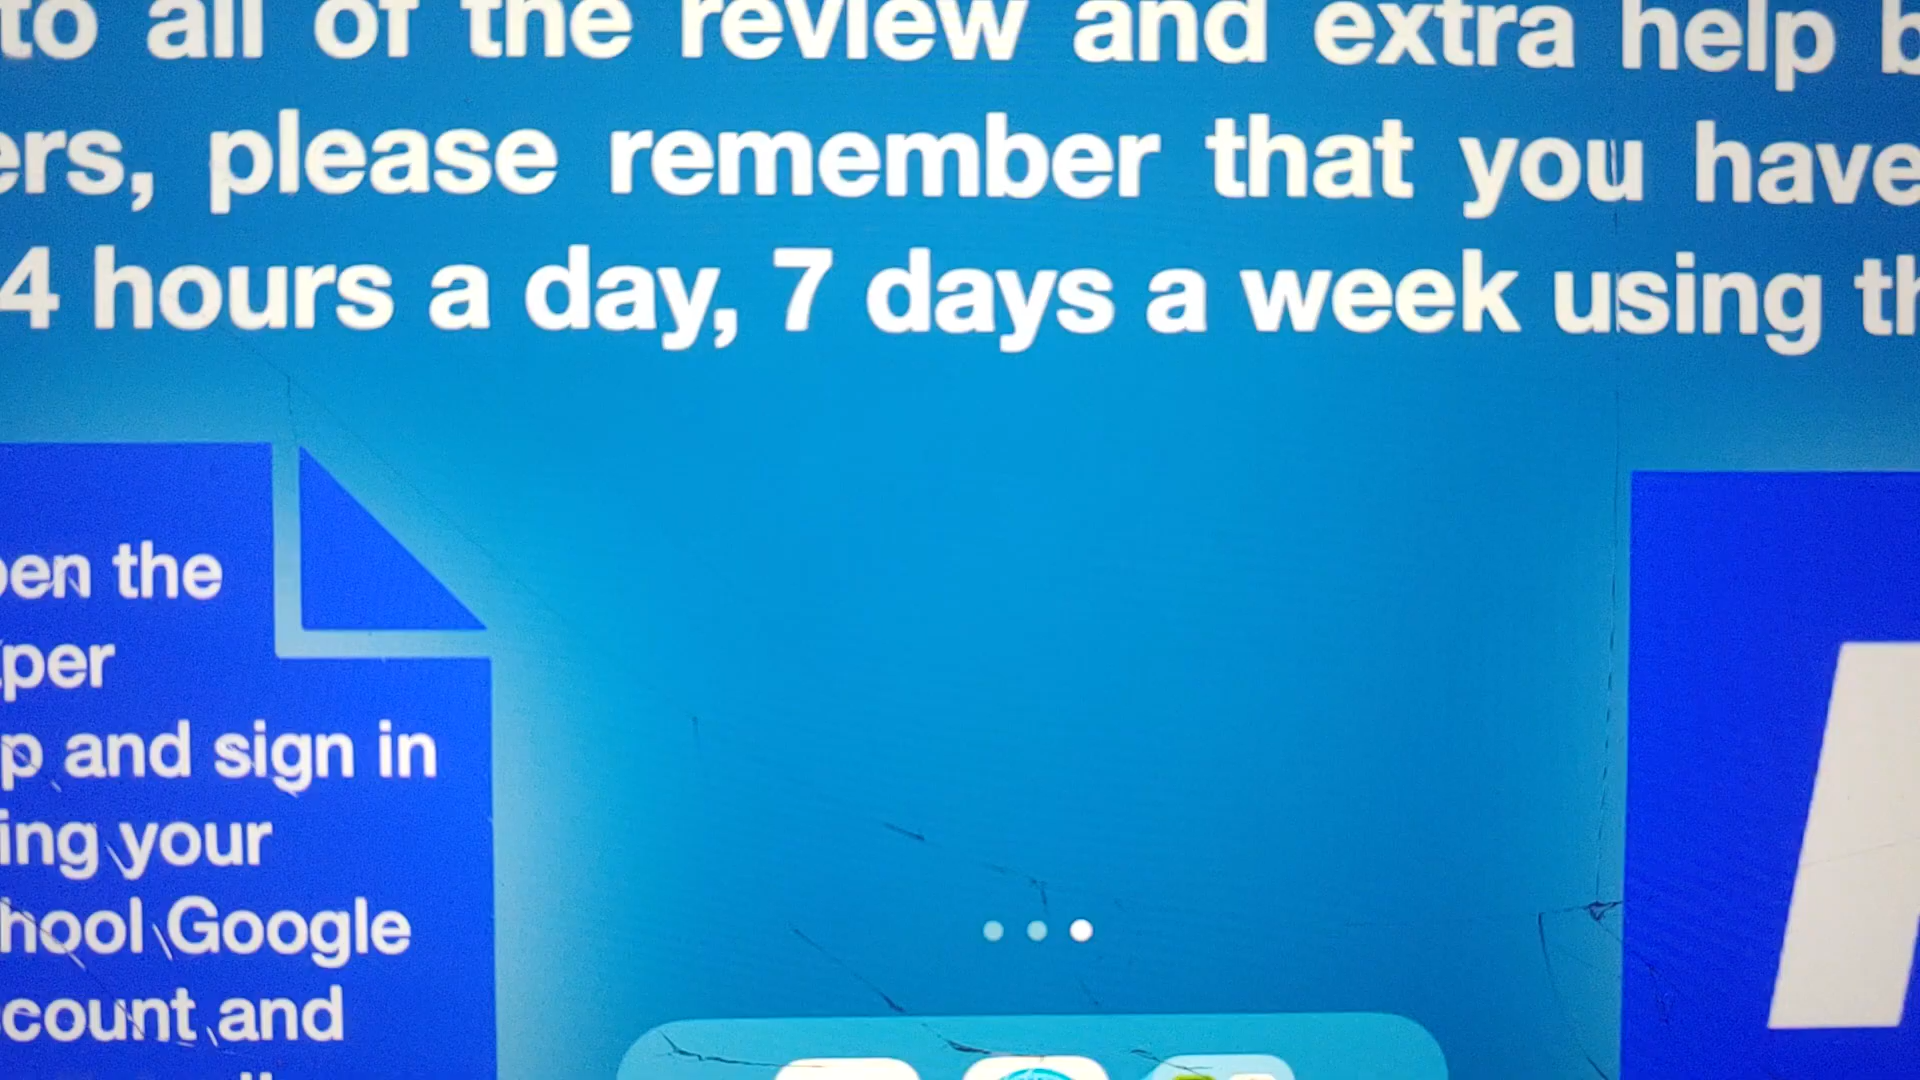 to all of the review and extra help b
ers, please remember that you have
4 hours a day, 7 days a week using th
pen the
per
p and sign in
ing your
hool Google
count and